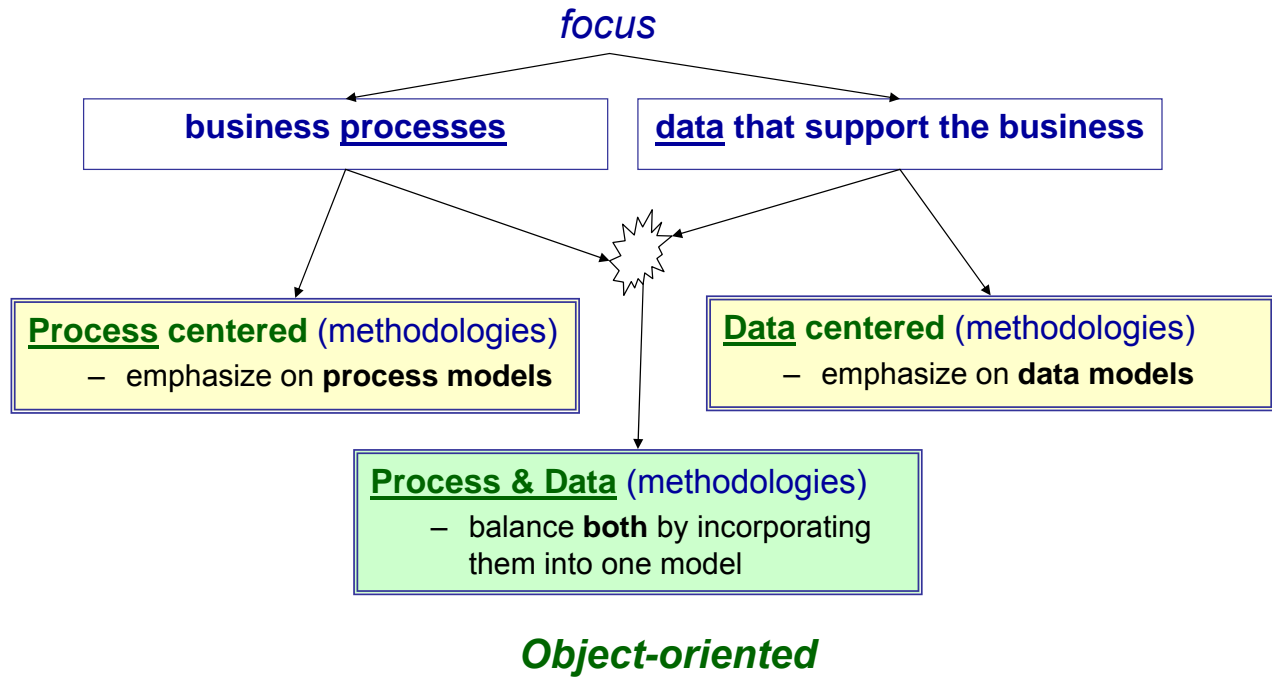 focus
business processes
data that support the business
Process centered (methodologies)
– emphasize on process models
Data centered (methodologies)
– emphasize on data models
Process & Data (methodologies)
– balance both by incorporating
them into one model
Object-oriented